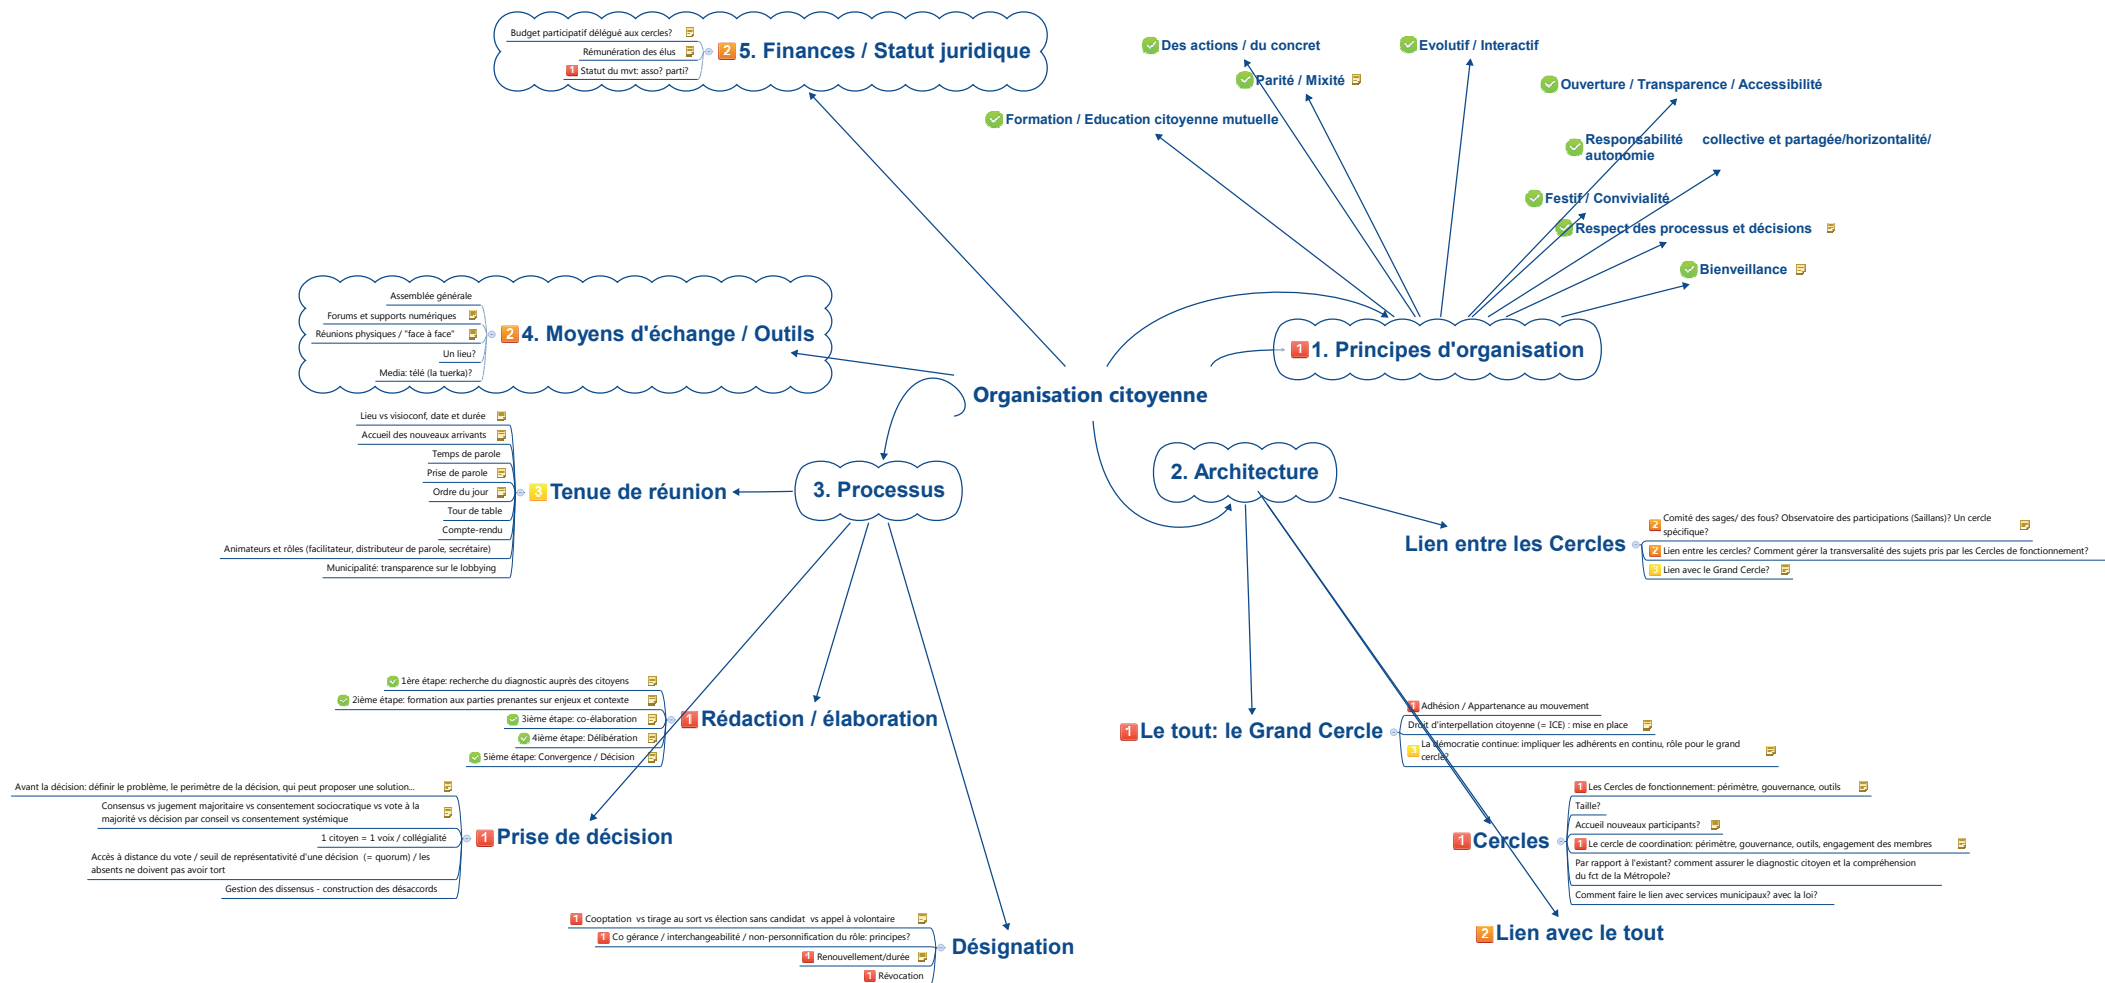 Organisation citoyenne
1 1. Principes d'organisation
Des actions / du concret
Evolutif / Interactif
Parité / Mixité
Ouverture / Transparence / Accessibilité
Formation / Education citoyenne mutuelle
Responsabilité collective et partagée/horizontalité/
autonomie
Festif / Convivialité
Respect des processus et décisions
Bienveillance
2. Architecture
Lien entre les Cercles
2 Comité des sages/ des fous? Observatoire des participations (Saillans)? Un cercle
spécifique?
2 Lien entre les cercles? Comment gérer la transversalité des sujets pris par les Cercles de fonctionnement?
3 Lien avec le Grand Cercle?
1 Le tout: le Grand Cercle
1 Adhésion / Appartenance au mouvement
Droit d'interpellation citoyenne (= ICE) : mise en place
3 La démocratie continue: impliquer les adhérents en continu, rôle pour le grand
cercle?
1 Cercles
1 Les Cercles de fonctionnement: périmètre, gouvernance, outils
Taille?
Accueil nouveaux participants?
1 Le cercle de coordination: périmètre, gouvernance, outils, engagement des membres
Par rapport à l'existant? comment assurer le diagnostic citoyen et la compréhension
du fct de la Métropole?
Comment faire le lien avec services municipaux? avec la loi?
2 Lien avec le tout
3. Processus
3 Tenue de réunion
Lieu vs visioconf, date et durée
Accueil des nouveaux arrivants
Temps de parole
Prise de parole
Ordre du jour
Tour de table
Compte-rendu
Animateurs et rôles (facilitateur, distributeur de parole, secrétaire)
Municipalité: transparence sur le lobbying
1 Rédaction / élaboration
1ère étape: recherche du diagnostic auprès des citoyens
2ième étape: formation aux parties prenantes sur enjeux et contexte
3ième étape: co-élaboration
4ième étape: Délibération
5ième étape: Convergence / Décision
1 Prise de décision
Avant la décision: définir le problème, le perimètre de la décision, qui peut proposer une solution...
Consensus vs jugement majoritaire vs consentement sociocratique vs vote à la
majorité vs décision par conseil vs consentement systémique
1 citoyen = 1 voix / collégialité
Accès à distance du vote / seuil de représentativité d'une décision (= quorum) / les
absents ne doivent pas avoir tort
Gestion des dissensus - construction des désaccords
Désignation
1 Cooptation vs tirage au sort vs élection sans candidat vs appel à volontaire
1 Co gérance / interchangeabilité / non-personnification du rôle: principes?
1 Renouvellement/durée
1 Révocation
2 4. Moyens d'échange / Outils
Assemblée générale
Forums et supports numériques
Réunions physiques / "face à face"
Un lieu?
Media: télé (la tuerka)?
2 5. Finances / Statut juridique
Budget participatif délégué aux cercles?
Rémunération des élus
1 Statut du mvt: asso? parti?